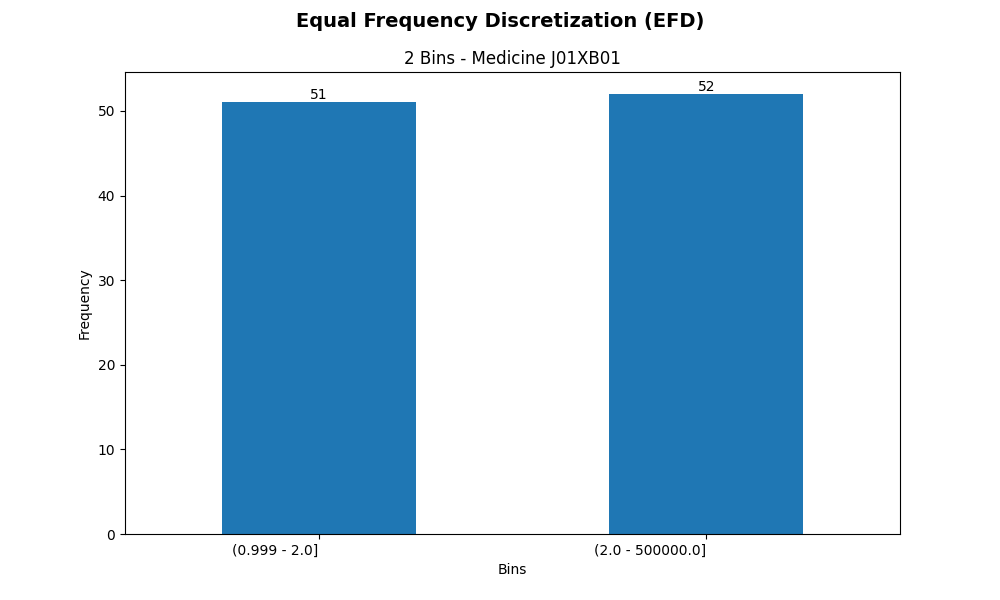 Equal Frequency Discretization (EFD)
2 Bins - Medicine J01XB01
51
52
50
40
30
20
10
0
Frequency
(0.999 - 2.0]
(2.0 - 500000.0]
Bins